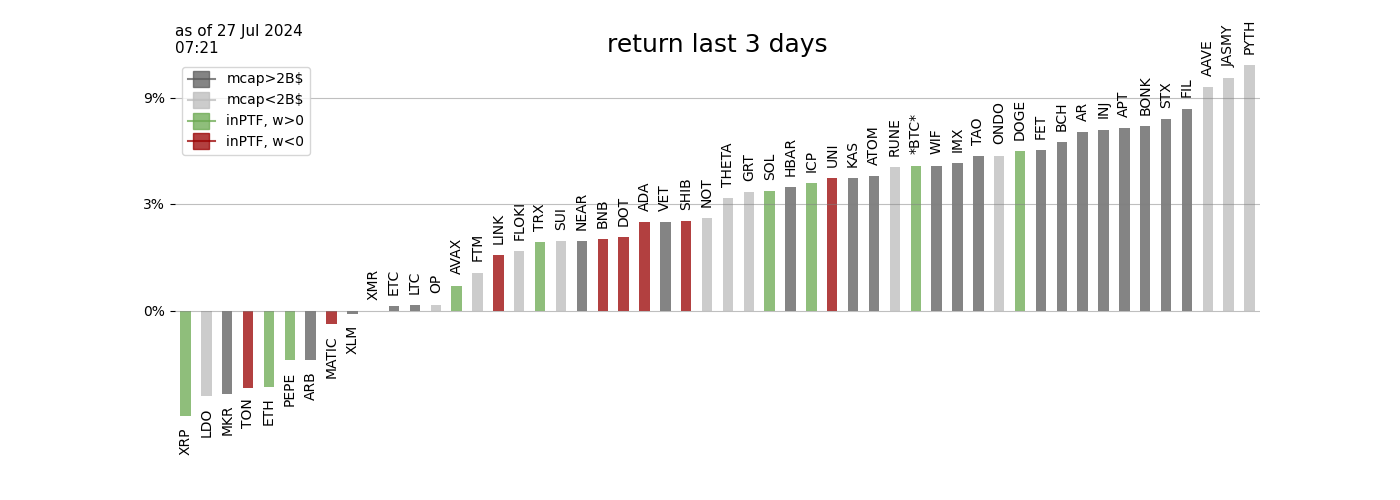 as of 27 Jul 2024
07:21
return last 3 days
mcap>2B$
mcap<2B$
inPTF, w>0
inPTF, w<0
9%
3%
0%
XRP
LDO
MKR
TON
ETH
PEPE
ARB
MATIC
XLM
XMR
ETC
LTC
OP
AVAX
FTM
LINK
FLOKI
TRX
SUI
NEAR
BNB
DOT
ADA
VET
SHIB
NOT
THETA
GRT
SOL
HBAR
ICP
UNI
KAS
ATOM
RUNE
*BTC*
WIF
IMX
TAO
ONDO
DOGE
FET
BCH
AR
INJ
APT
BONK
STX
FIL
AAVE
JASMY
PYTH